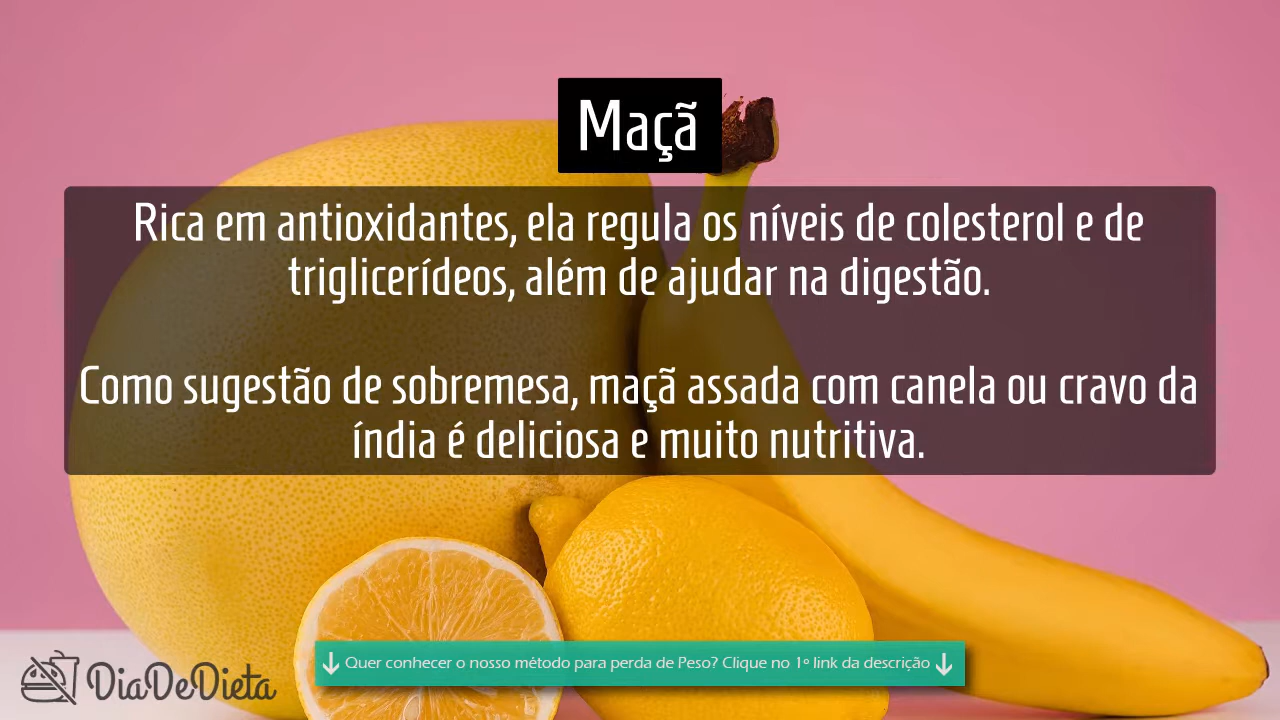 Maçã
Rica em antioxidantes, ela regula os níveis de colesterol e de
triglicerídeos, além de ajudar na digestão.
Como sugestão de sobremesa, maçã assada com canela ou cravo da
índia é deliciosa e muito nutritiva.
↓ Quer conhecer o nosso método para perda de Peso? Clique no 1º link da descrição ↓
DiaDeDieta